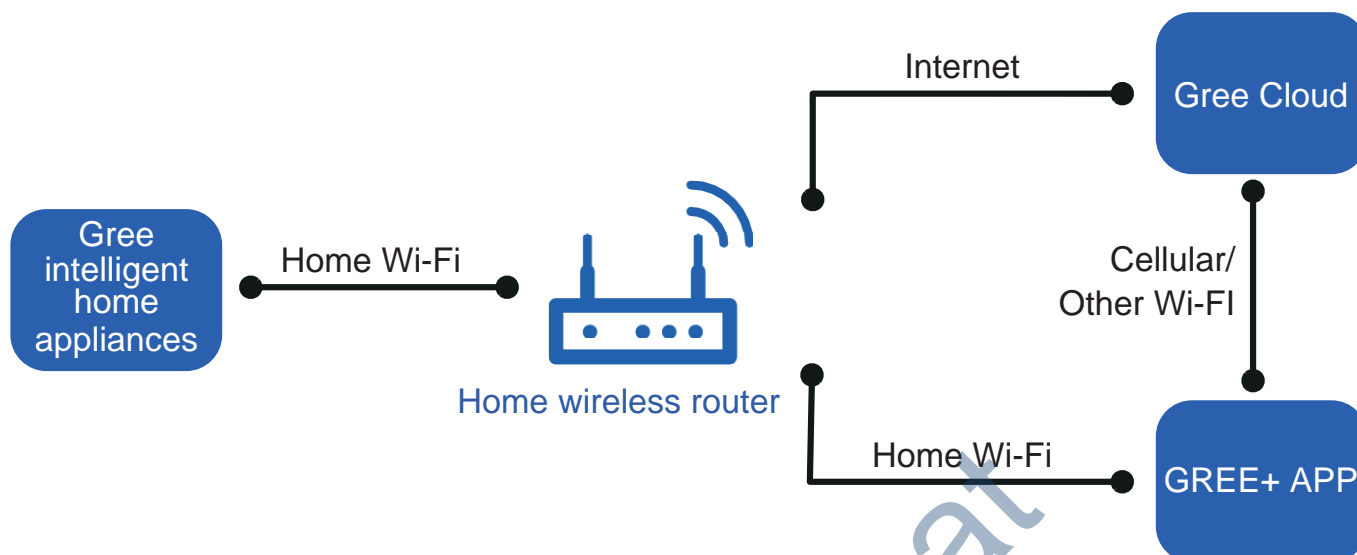 Internet
Gree Cloud
Gree
intelligent
home
appliances
Home Wi-Fi
Cellular/
Other Wi-FI
Home wireless router
Home Wi-Fi
GREE+ APP
at